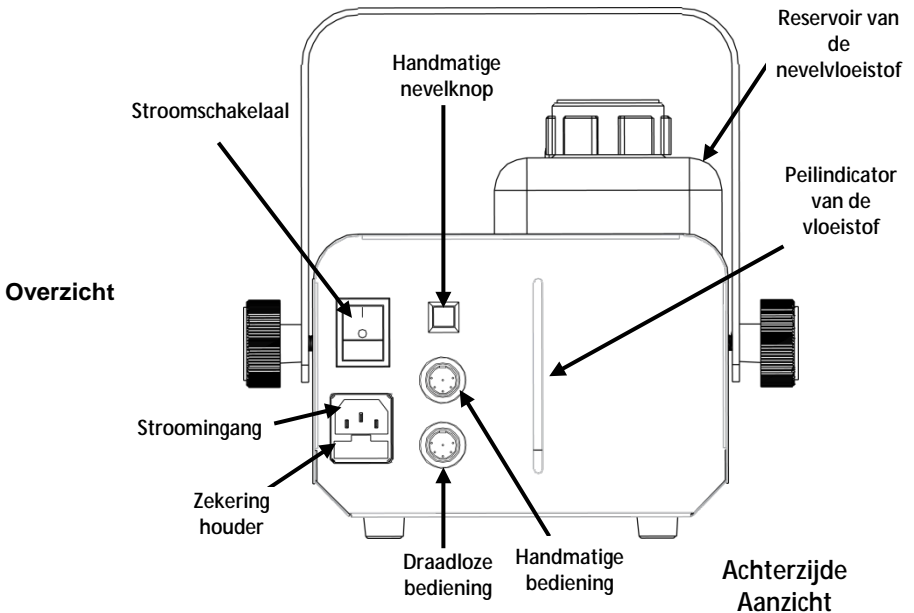 Reservoir van
de
nevelvloeistof
Handmatige
nevelknop
Stroomschakelaal
Peilindicator
van de
vloeistof
Overzicht
Stroomingang
Zekering
houder
Draadloze
bediening
Handmatige
bediening
Achterzijde
Aanzicht